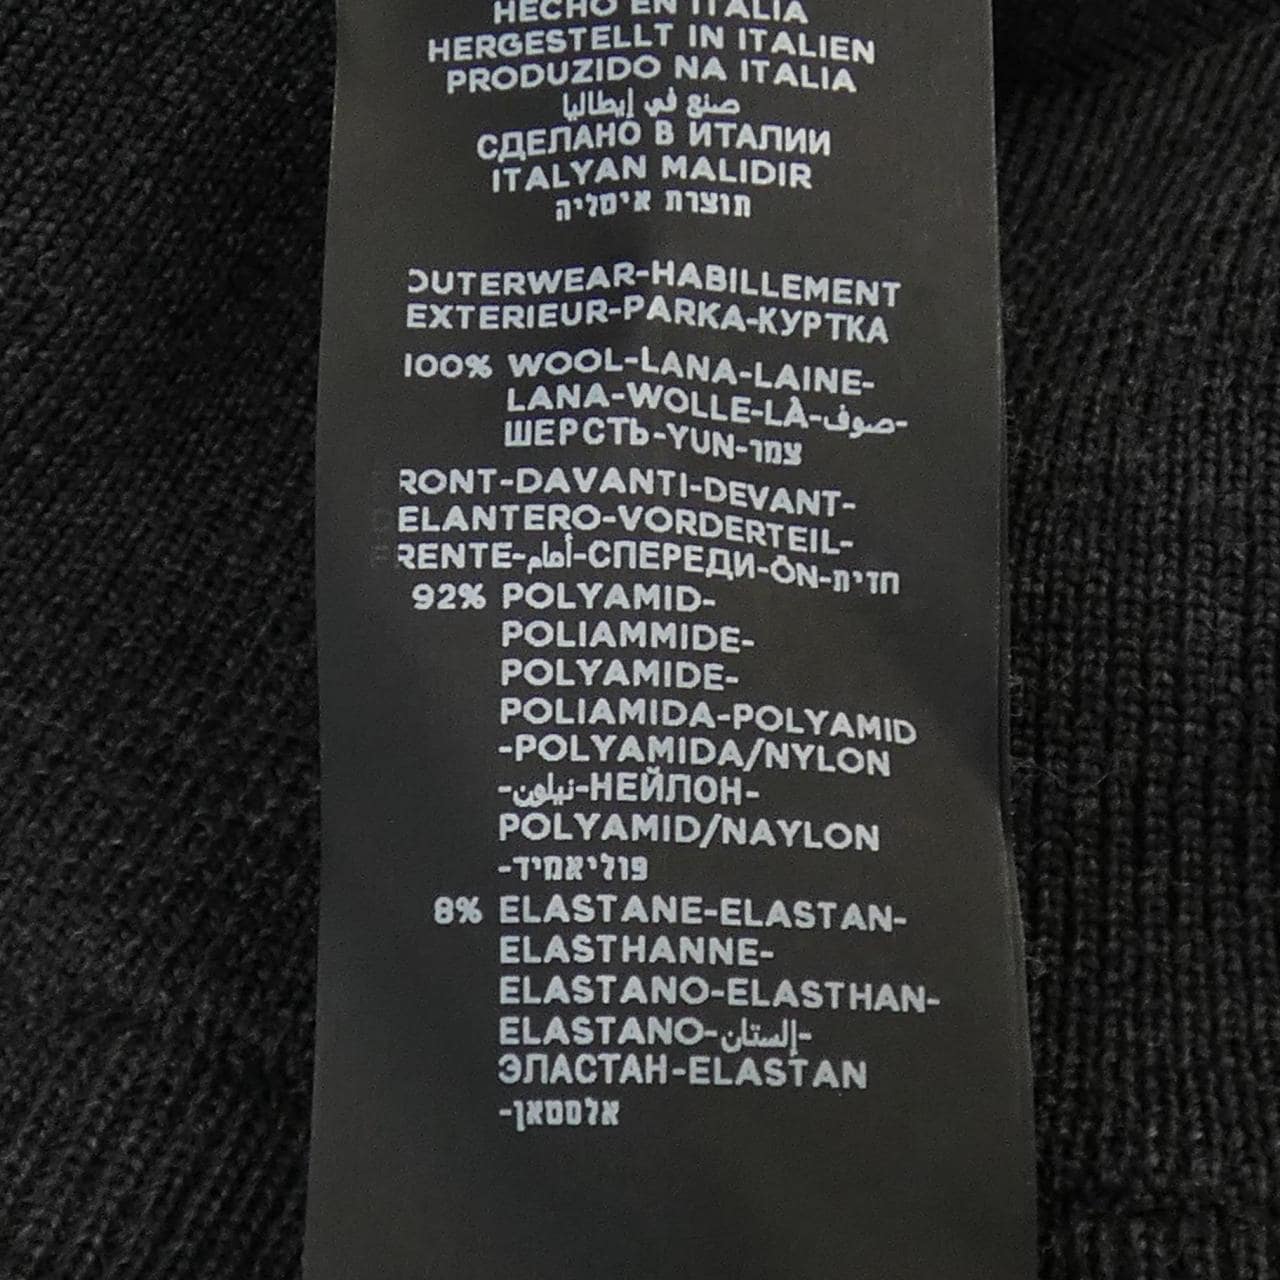 HECHO EN ITALIA
HERGESTELLT IN ITALIEN
PRODUZIDO NA ITALIA
صنع في إيطاليا
СДЕЛАНО В ИТАЛИИ
ITALYAN MALIDIR
תוצרת איטליה
OUTERWEAR-HABILLEMENT
EXTERIEUR-PARKA-КУРТКА
100% WOOL-LANA-LAINE-
LANA-WOLLE-LÀ-صوف-
ШЕРСТЬ-YUN-צמר
RONT-DAVANTI-DEVANT-
ELANTERO-VORDERTEIL-
RENTE-أمام-СПЕРЕДИ-ÔN-חזית
92% POLYAMID-
POLIAMMIDE-
POLYAMIDE-
POLIAMIDA-POLYAMID
-POLYAMIDA/NYLON
-نيلون-НЕЙЛОН-
POLYAMID/NAYLON
-פוליאמיד
8% ELASTANE-ELASTAN-
ELASTHANNE-
ELASTANO-ELASTHAN-
ELASTANO-إلستان-
ЭЛАСТАН-ELASTAN
-אלסטאן